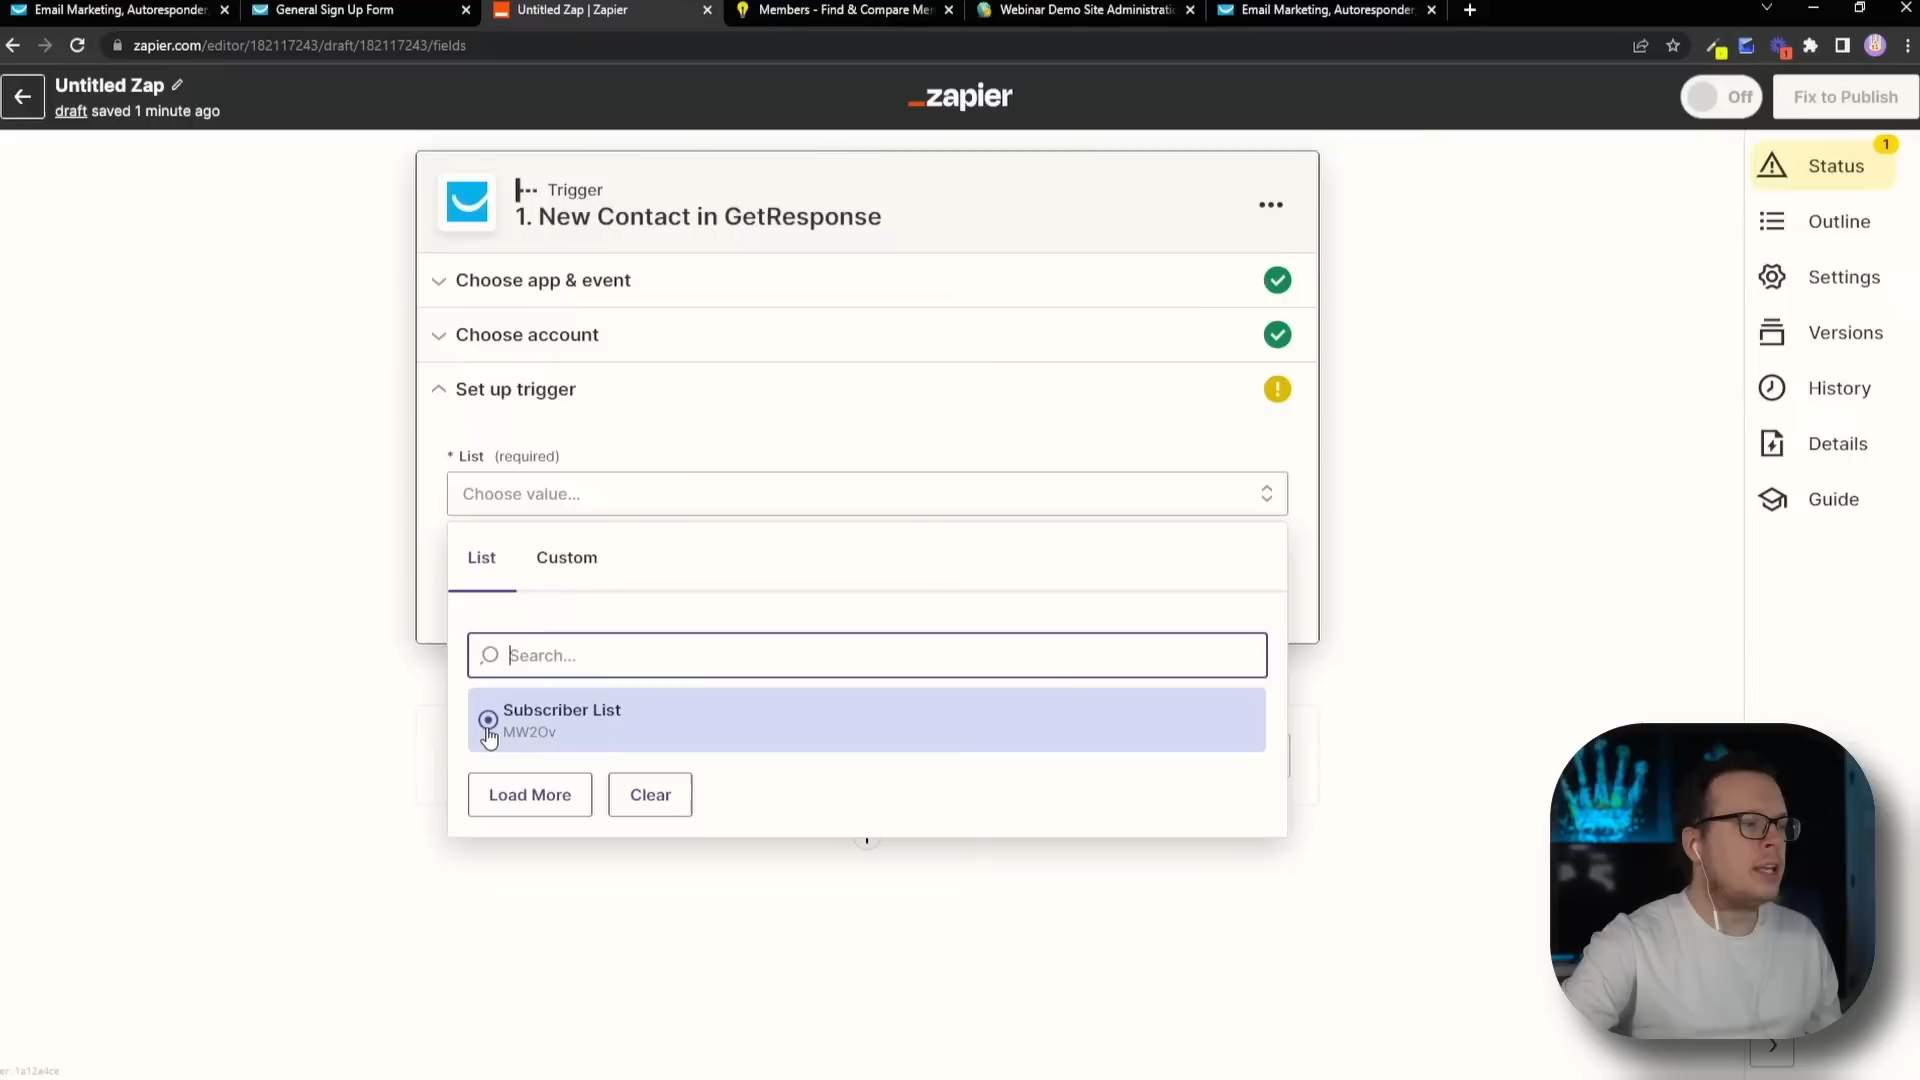 Email Marketing, Autoresponder
General Sign Up Form
Untitled Zap | Zapier
Members - Find & Compare Me
Webinar Demo Site Administrati
Email Marketing, Autoresponder
zapier.com/editor/182117243/draft/182117243/fields
1
Untitled Zap
draft saved 1 minute ago
zapier
Off
Fix to Publish
Trigger
1. New Contact in GetResponse
Choose app & event
Choose account
Set up trigger
* List (required)
Choose value...
List
Custom
Search...
Subscriber List
MW2Ov
Load More
Clear
1
Status
Outline
Settings
Versions
History
Details
Guide
er. 1a12a4ce